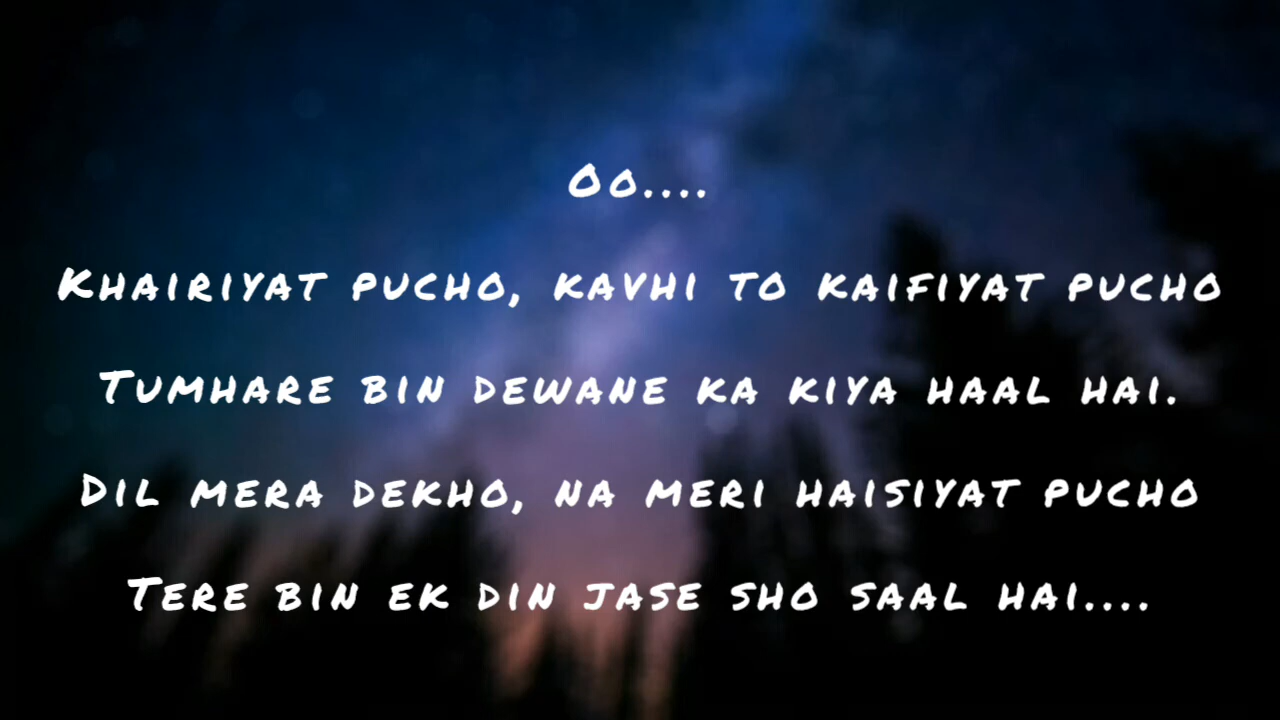 Oo....
Khairiyat pucho, kavhi to kaifiyat pucho
Tumhare bin dewane ka kiya haal hai.
Dil mera dekho, na meri haisiyat pucho
Tere bin ek din jase sho saal hai....